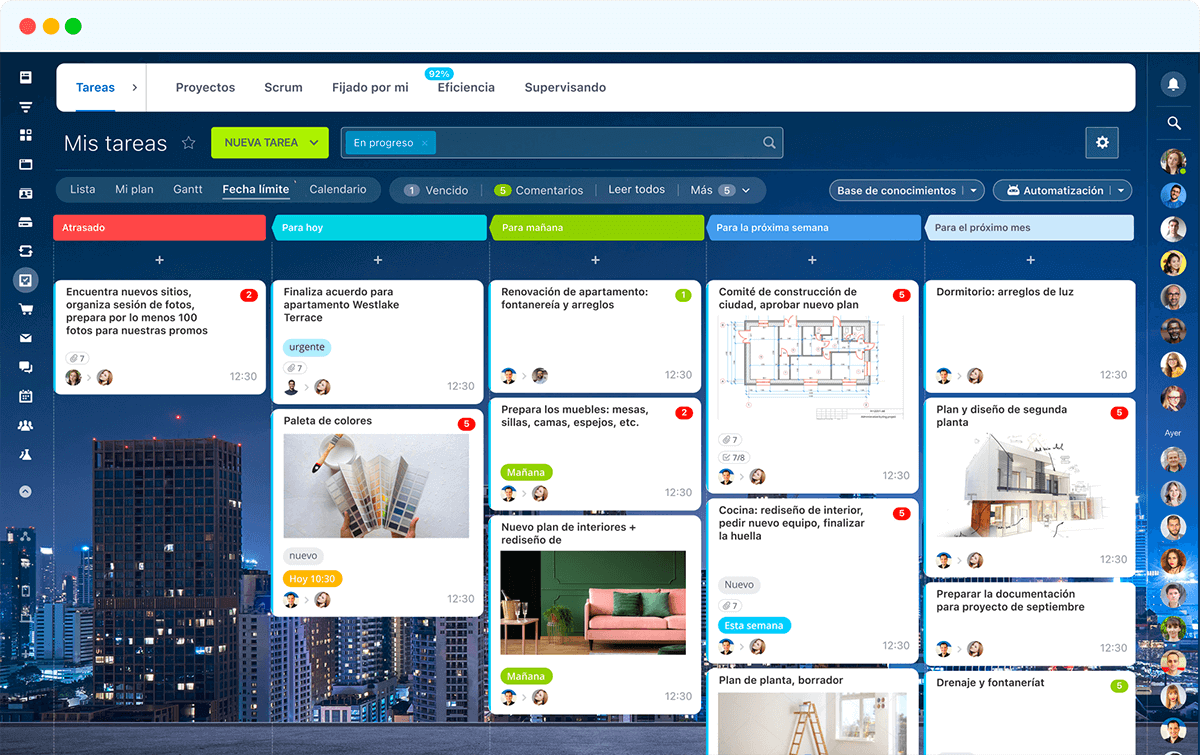 92%
Tareas
Proyectos
Scrum
Fijado por mi
Eficiencia
Supervisando
Mis tareas
NUEVA TAREA
En progreso ×
Lista
Mi plan
Gantt
Fecha límite
Calendario
1 Vencido
5 Comentarios
Leer todos
Más 5
Base de conocimientos
Automatización
Atrasado
+
Encuentra nuevos sitios,
organiza sesión de fotos,
prepara por lo menos 100
fotos para nuestras promos
2
7
12:30
Para hoy
+
Finaliza acuerdo para
apartamento Westlake
Terrace
urgente
7
12:30
Paleta de colores
5
nuevo
Hoy 10:30
12:30
Para mañana
+
Renovación de apartamento:
fontanereía y arreglos
1
12:30
Prepara los muebles: mesas,
sillas, camas, espejos, etc.
2
Mañana
12:30
Nuevo plan de interiores +
rediseño de
Mañana
12:30
Para la próxima semana
+
Comité de construcción de
ciudad, aprobar nuevo plan
5
7
7/8
12:30
Cocina: rediseño de interior,
pedir nuevo equipo, finalizar
la huella
5
Nuevo
7
Esta semana
12:30
Plan de planta, borrador
Para el próximo mes
+
Dormitorio: arreglos de luz
12:30
Plan y diseño de segunda
planta
5
12:30
Preparar la documentación
para proyecto de septiembre
12:30
Drenaje y fontaneríat
5
Ayer